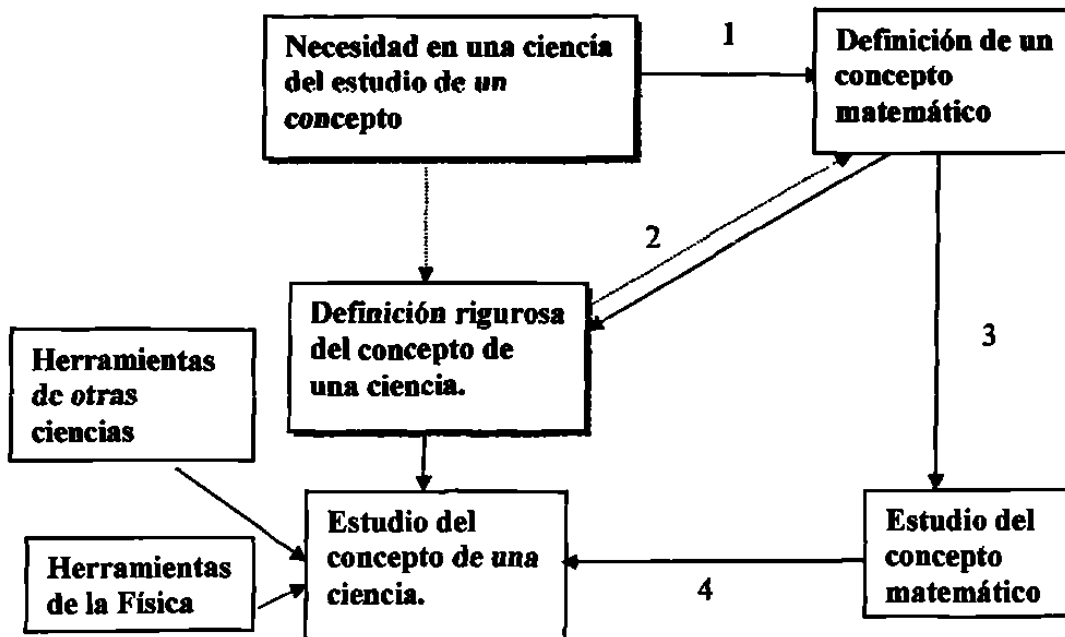 Necesidad en una ciencia
del estudio de un
concepto
1
Definición de un
concepto
matemático
2
Definición rigurosa
del concepto de
una ciencia.
3
Herramientas
de otras
ciencias
Herramientas
de la Física
Estudio del
concepto de una
ciencia.
4
Estudio del
concepto
matemático